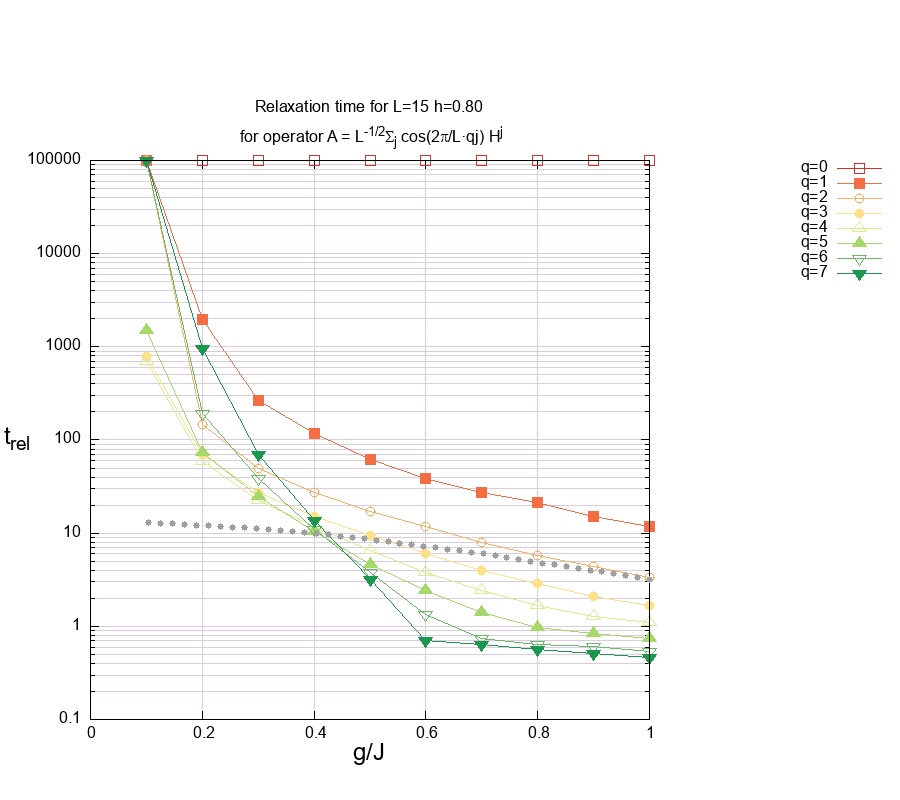 Relaxation time for L=15 h=0.80
for operator A = L-1/2Σj cos(2π/L·qj) Hj
100000
10000
1000
100
10
1
0.1
trel
0 0.2 0.4 0.6 0.8 1
g/J
q=0
q=1
q=2
q=3
q=4
q=5
q=6
q=7